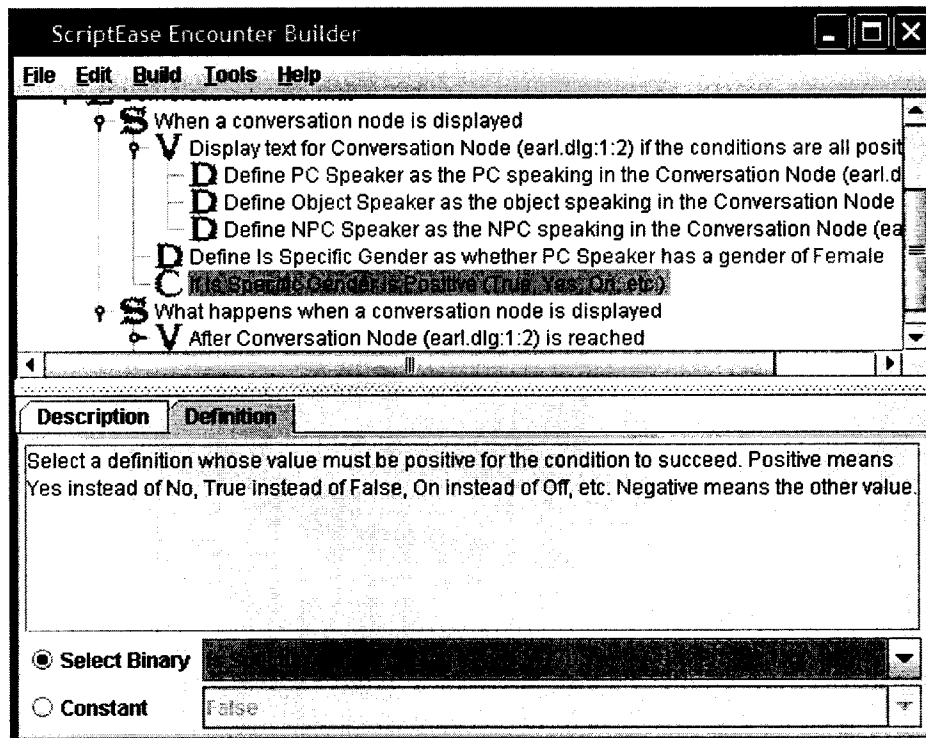 ScriptEase Encounter Builder
File Edit Build Tools Help
S When a conversation node is displayed
V Display text for Conversation Node (earl.dlg:1:2) if the conditions are all posit
D Define PC Speaker as the PC speaking in the Conversation Node (earl.d
D Define Object Speaker as the object speaking in the Conversation Node
D Define NPC Speaker as the NPC speaking in the Conversation Node (ea
D Define Is Specific Gender as whether PC Speaker has a gender of Female
C If Is Specific Gender is Positive (True, Yes, On, etc.)
S What happens when a conversation node is displayed
V After Conversation Node (earl.dlg:1:2) is reached
Description Definition
Select a definition whose value must be positive for the condition to succeed. Positive means
Yes instead of No, True instead of False, On instead of Off, etc. Negative means the other value.
Select Binary
Constant False